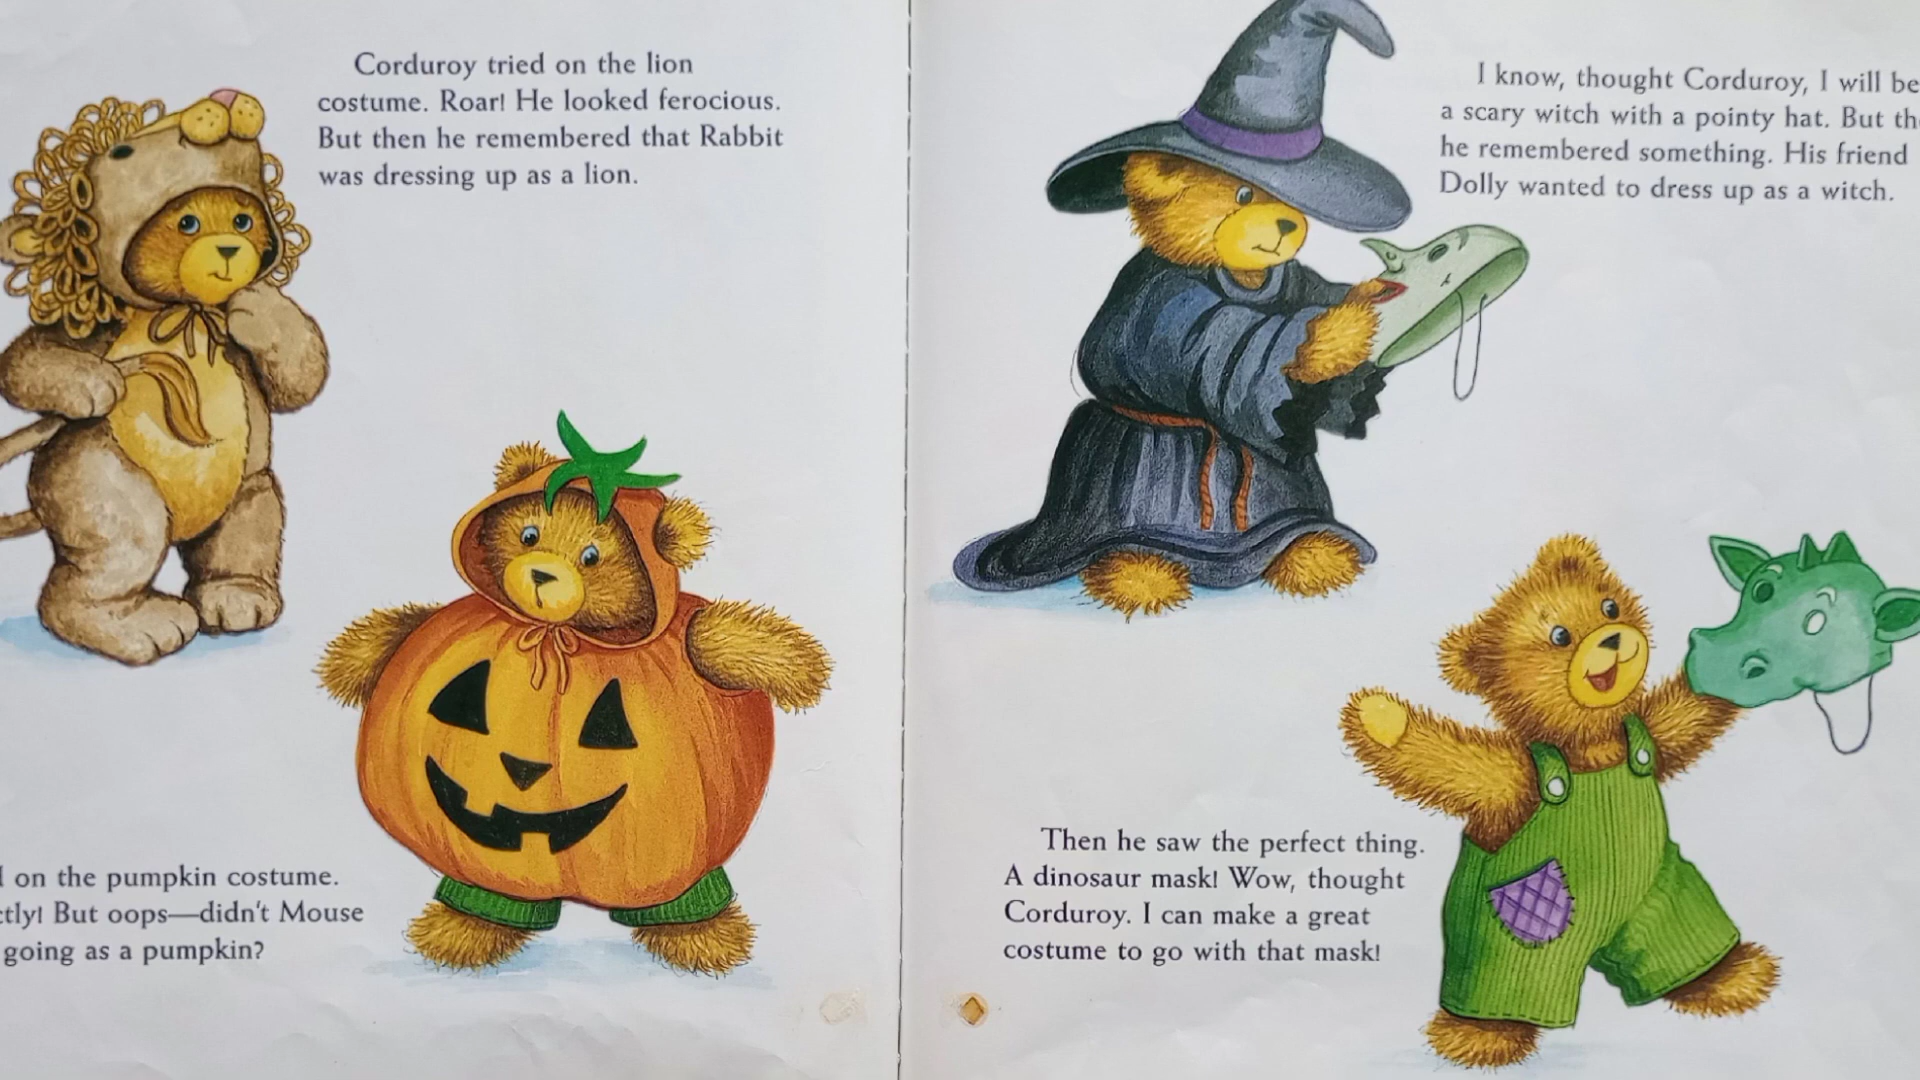 Corduroy tried on the lion
costume. Roar! He looked ferocious.
But then he remembered that Rabbit
was dressing up as a lion.
on the pumpkin costume.
But oops—didn't Mouse
going as a pumpkin?
I know, thought Corduroy, I will be
a scary witch with a pointy hat. But
he remembered something. His friend
Dolly wanted to dress up as a witch.
Then he saw the perfect thing.
A dinosaur mask! Wow, thought
Corduroy. I can make a great
costume to go with that mask!